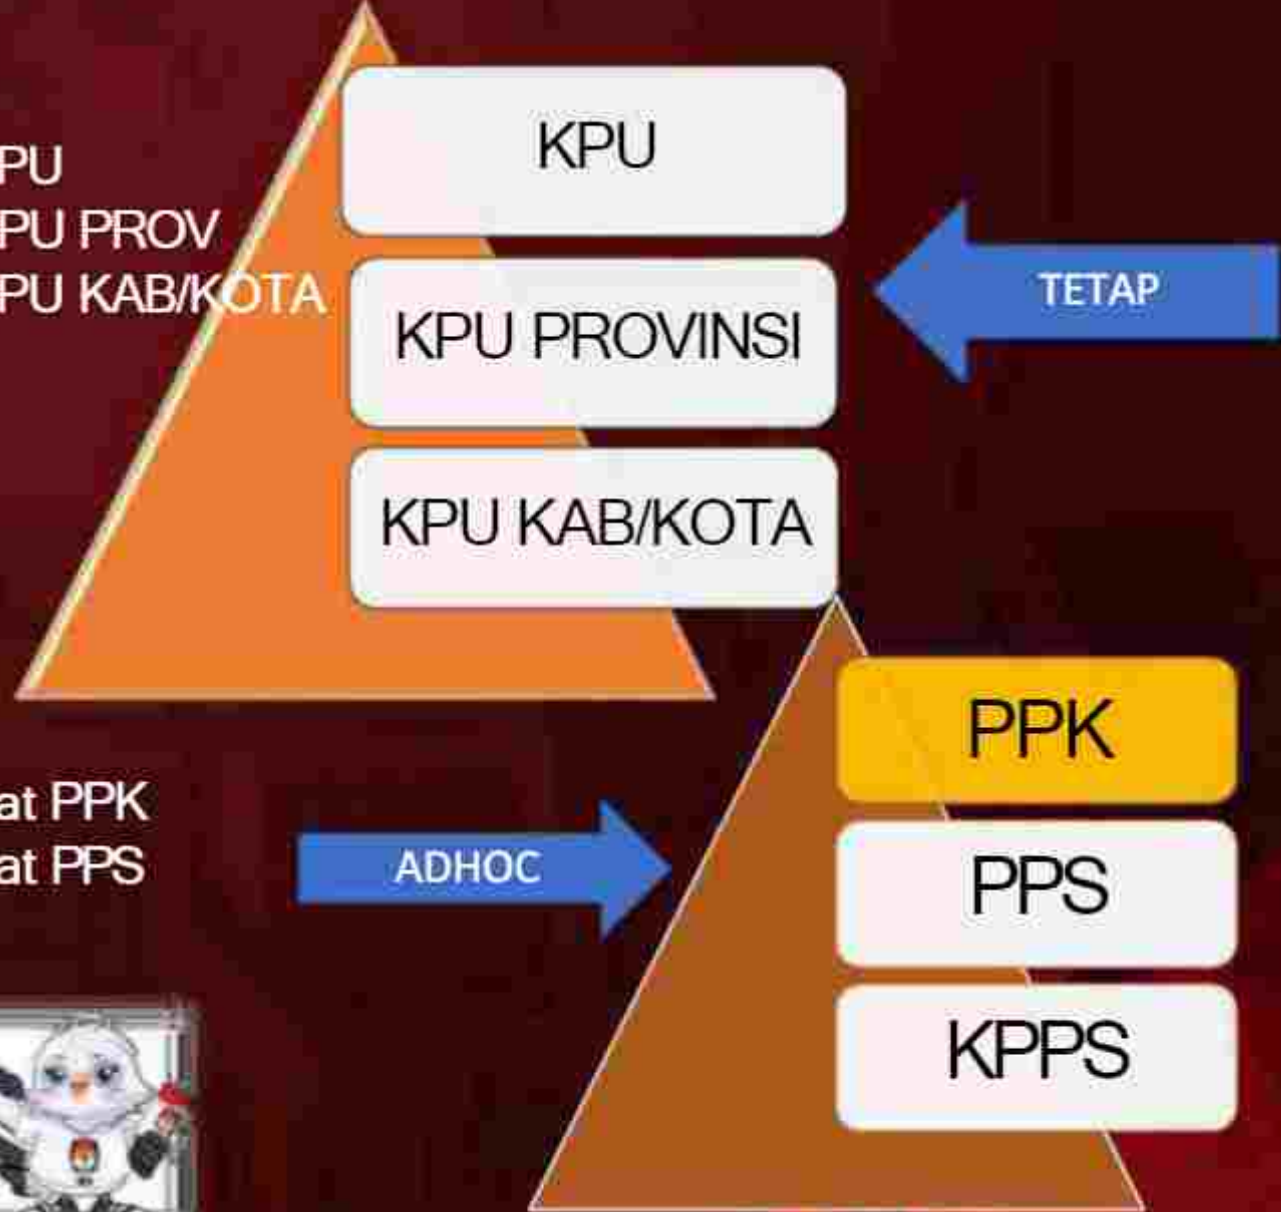 KPU
PU
PU PROV
PU KAB/KOTA
KPU PROVINSI
TETAP
KPU KAB/KOTA
PPK
at PPK
at PPS
ADHOC
PPS
KPPS